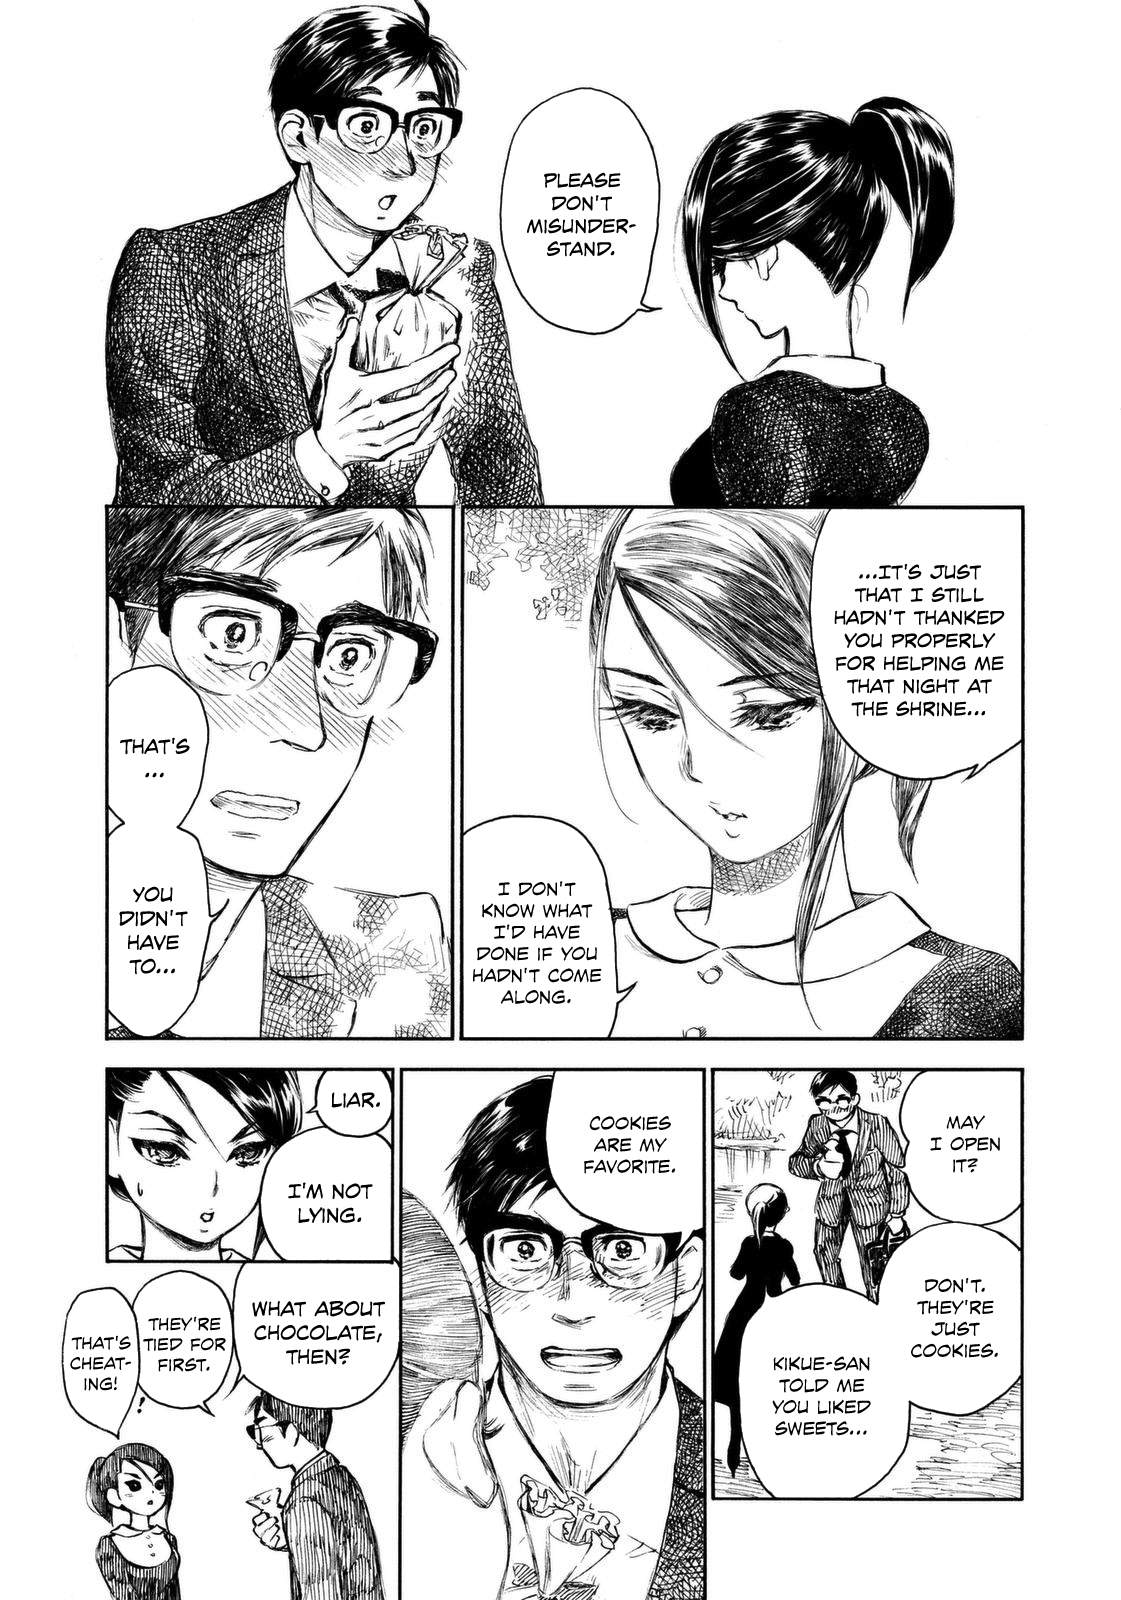 PLEASE
DON'T
MISUNDER-
STAND.
...IT'S JUST
THAT I STILL
HADN'T THANKED
YOU PROPERLY
FOR HELPING ME
THAT NIGHT AT
THE SHRINE...
I DON'T
KNOW WHAT
I'D HAVE
DONE IF YOU
HADN'T COME
ALONG.
THAT'S
...
YOU
DIDN'T
HAVE
TO...
MAY
I OPEN
IT?
DON'T.
THEY'RE
JUST
COOKIES.
KIKUE-SAN
TOLD ME
YOU LIKED
SWEETS...
COOKIES
ARE MY
FAVORITE.
LIAR.
I'M NOT
LYING.
WHAT ABOUT
CHOCOLATE,
THEN?
THEY'RE
TIED FOR
FIRST.
THAT'S
CHEAT-
ING!
!